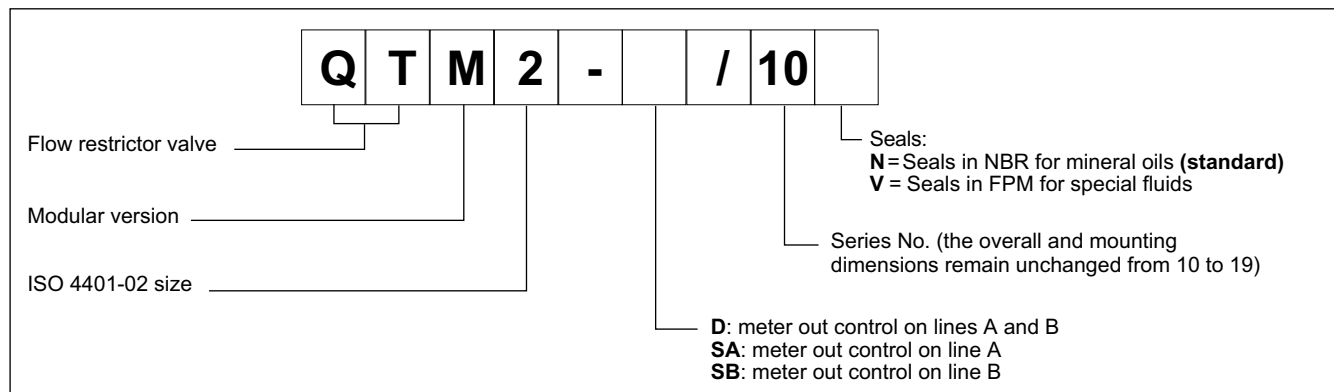 QTM2-/10
Flow restrictor valve
Modular version
ISO 4401-02 size
Seals:
N=Seals in NBR for mineral oils (standard)
V = Seals in FPM for special fluids
Series No. (the overall and mounting
dimensions remain unchanged from 10 to 19)
D: meter out control on lines A and B
SA: meter out control on line A
SB: meter out control on line B